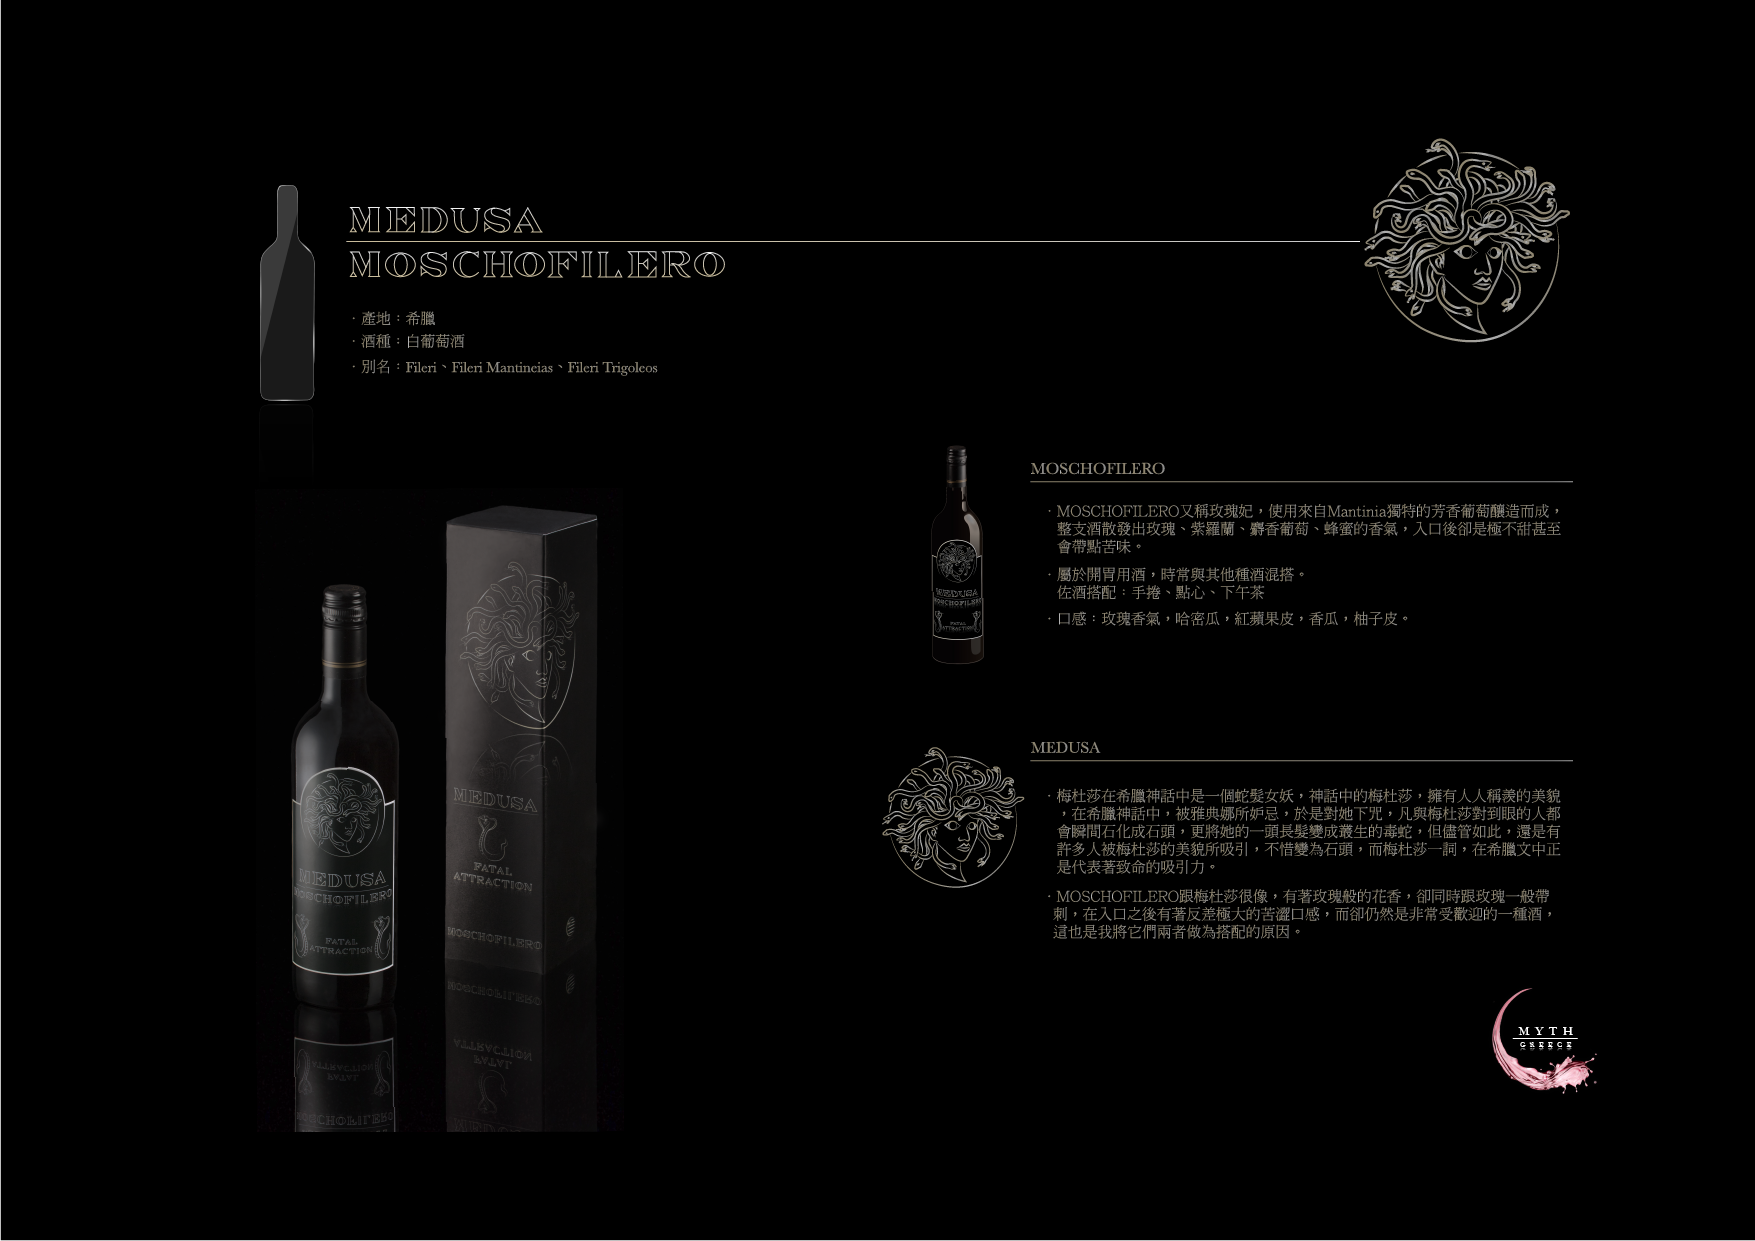 MEDUSA
MOSCHOFILERO
·產地：希臘
·酒種：白葡萄酒
·別名：Fileri、Fileri Mantineias、Fileri Trigoleos
MOSCHOFILERO
·MOSCHOFILERO又稱玫瑰妃，使用來自Mantinia獨特的芳香葡萄釀造而成，
整支酒散發出玫瑰、紫羅蘭、麝香葡萄、蜂蜜的香氣，入口後卻是極不甜甚至
會帶點苦味。
·屬於開胃用酒，時常與其他種酒混搭。
佐酒搭配：手捲、點心、下午茶
·口感：玫瑰香氣，哈密瓜，紅蘋果皮，香瓜，柚子皮。
MEDUSA
MOSCHOFILERO
FATAL
ATTRACTION
MEDUSA
·梅杜莎在希臘神話中是一個蛇髮女妖，神話中的梅杜莎，擁有人人稱羨的美貌
，在希臘神話中，被雅典娜所妒忌，於是對她下咒，凡與梅杜莎對到眼的人都
會瞬間石化成石頭，更將她的一頭長髮變成叢生的毒蛇，但儘管如此，還是有
許多人被梅杜莎的美貌所吸引，不惜變為石頭，而梅杜莎一詞，在希臘文中正
是代表著致命的吸引力。
·MOSCHOFILERO跟梅杜莎很像，有著玫瑰般的花香，卻同時跟玫瑰一般帶
刺，在入口之後有著反差極大的苦澀口感，而卻仍然是非常受歡迎的一種酒，
這也是我將它們兩者做為搭配的原因。
MEDUSA
MOSCHOFILERO
FATAL
ATTRACTION
MEDUSA
FATAL
ATTRACTION
MOSCHOFILERO
MYTH
GREECE